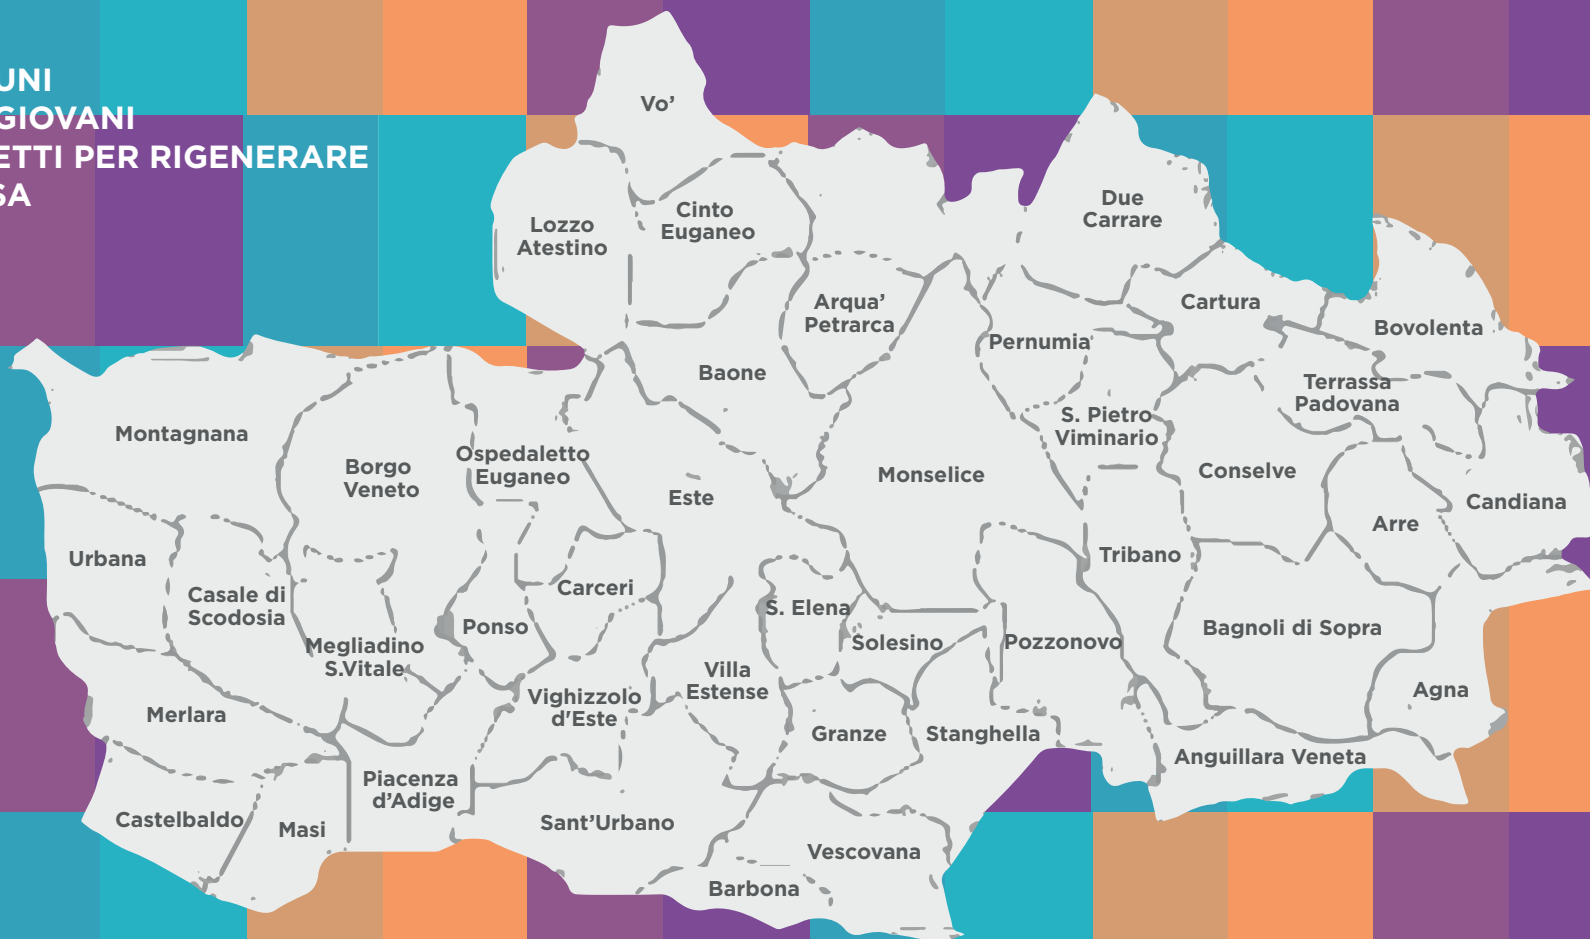 UNI
GIOVANI
ETTI PER RIGENERARE
SA
Vo'
Lozzo
Atestino
Cinto
Euganeo
Due
Carrare
Arqua'
Petrarca
Cartura
Bovolenta
Pernumia
Baone
Terrassa
Padovana
Montagnana
S. Pietro
Viminario
Borgo
Veneto
Ospedaletto
Euganeo
Este
Monselice
Conselve
Candiana
Arre
Urbana
Tribano
Casale di
Scodosia
Carceri
S. Elena
Ponso
Megliadino
S.Vitale
Solesino
Pozzonovo
Bagnoli di Sopra
Villa
Estense
Vighizzolo
d'Este
Agna
Merlara
Granze
Stanghella
Anguillara Veneta
Piacenza
d'Adige
Castelbaldo
Masi
Sant'Urbano
Vescovana
Barbona